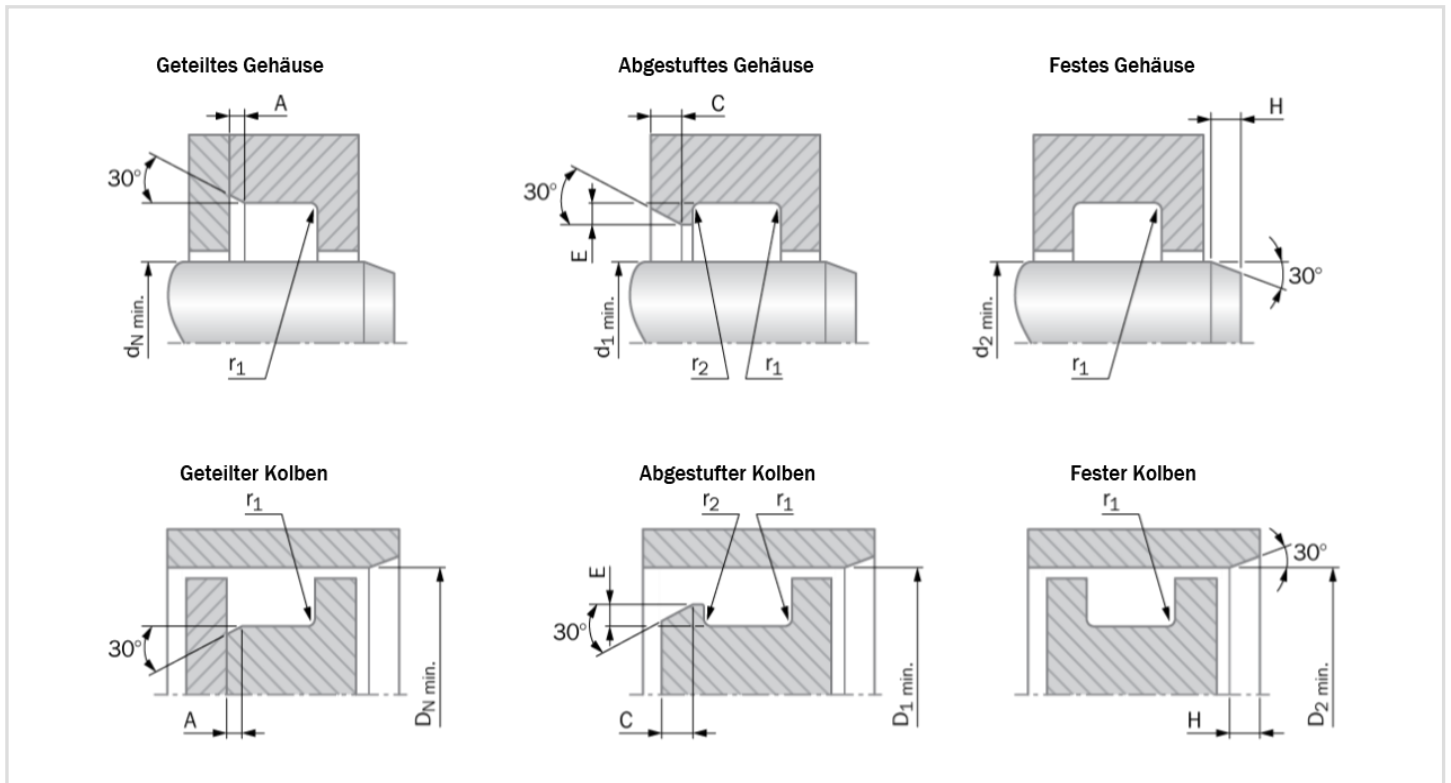 Geteiltes Gehäuse
A
30°
dN min.
r1
Abgestuftes Gehäuse
C
30°
E
d1 min.
r2
r1
Festes Gehäuse
H
30°
d2 min.
r1
Geteilter Kolben
r1
30°
A
DN min.
Abgestufter Kolben
r2
r1
E
30°
C
D1 min.
Fester Kolben
r1
30°
H
D2 min.